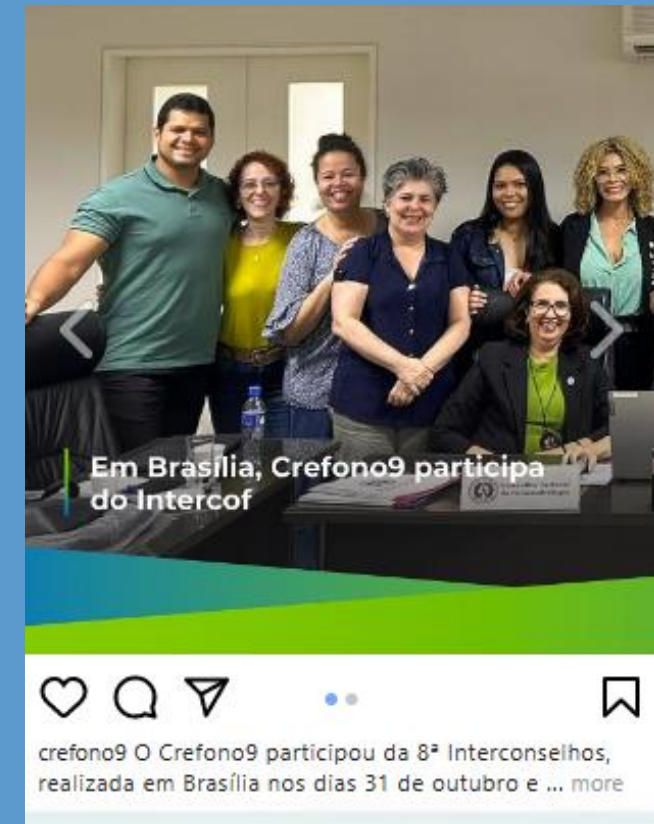 Em Brasília, Crefono9 participa
do Intercof
crefono9 O Crefono9 participou da 8ª Interconselhos,
realizada em Brasília nos dias 31 de outubro e ... more